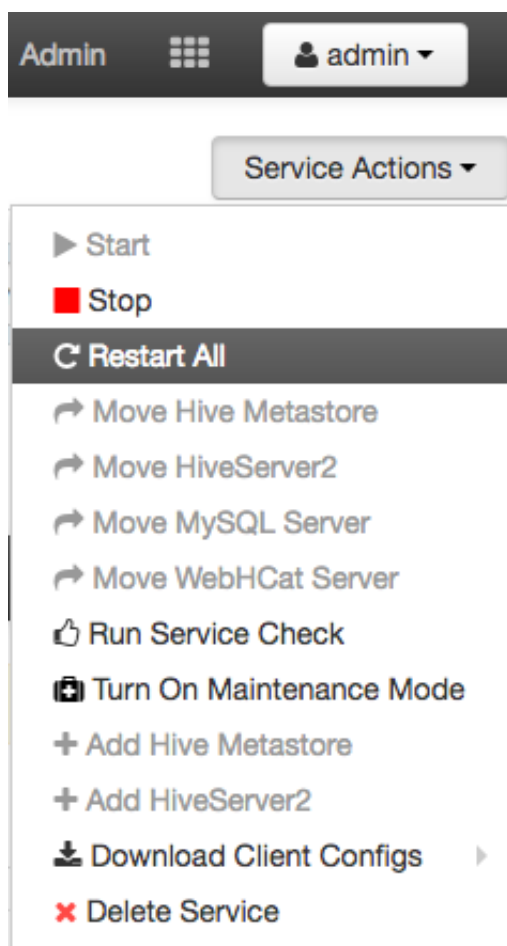 Admin
admin
Service Actions
Start
Stop
Restart All
Move Hive Metastore
Move HiveServer2
Move MySQL Server
Move WebHCat Server
Run Service Check
Turn On Maintenance Mode
Add Hive Metastore
Add HiveServer2
Download Client Configs
Delete Service